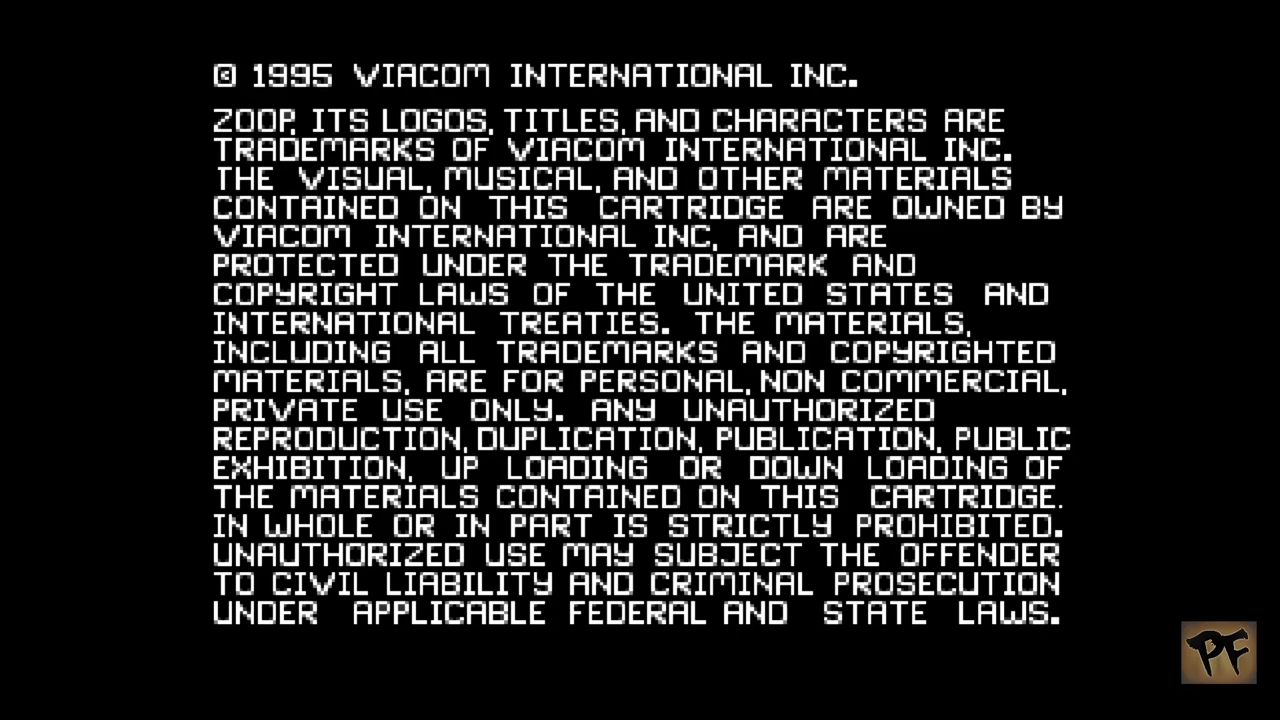 © 1995 VIACOM INTERNATIONAL INC.
ZOOP, ITS LOGOS, TITLES, AND CHARACTERS ARE
TRADEMARKS OF VIACOM INTERNATIONAL INC.
THE VISUAL, MUSICAL, AND OTHER MATERIALS
CONTAINED ON THIS CARTRIDGE ARE OWNED BY
VIACOM INTERNATIONAL INC, AND ARE
PROTECTED UNDER THE TRADEMARK AND
COPYRIGHT LAWS OF THE UNITED STATES AND
INTERNATIONAL TREATIES. THE MATERIALS,
INCLUDING ALL TRADEMARKS AND COPYRIGHTED
MATERIALS, ARE FOR PERSONAL, NON COMMERCIAL,
PRIVATE USE ONLY. ANY UNAUTHORIZED
REPRODUCTION, DUPLICATION, PUBLICATION, PUBLIC
EXHIBITION, UP LOADING OR DOWN LOADING OF
THE MATERIALS CONTAINED ON THIS CARTRIDGE.
IN WHOLE OR IN PART IS STRICTLY PROHIBITED.
UNAUTHORIZED USE MAY SUBJECT THE OFFENDER
TO CIVIL LIABILITY AND CRIMINAL PROSECUTION
UNDER APPLICABLE FEDERAL AND STATE LAWS.
PF